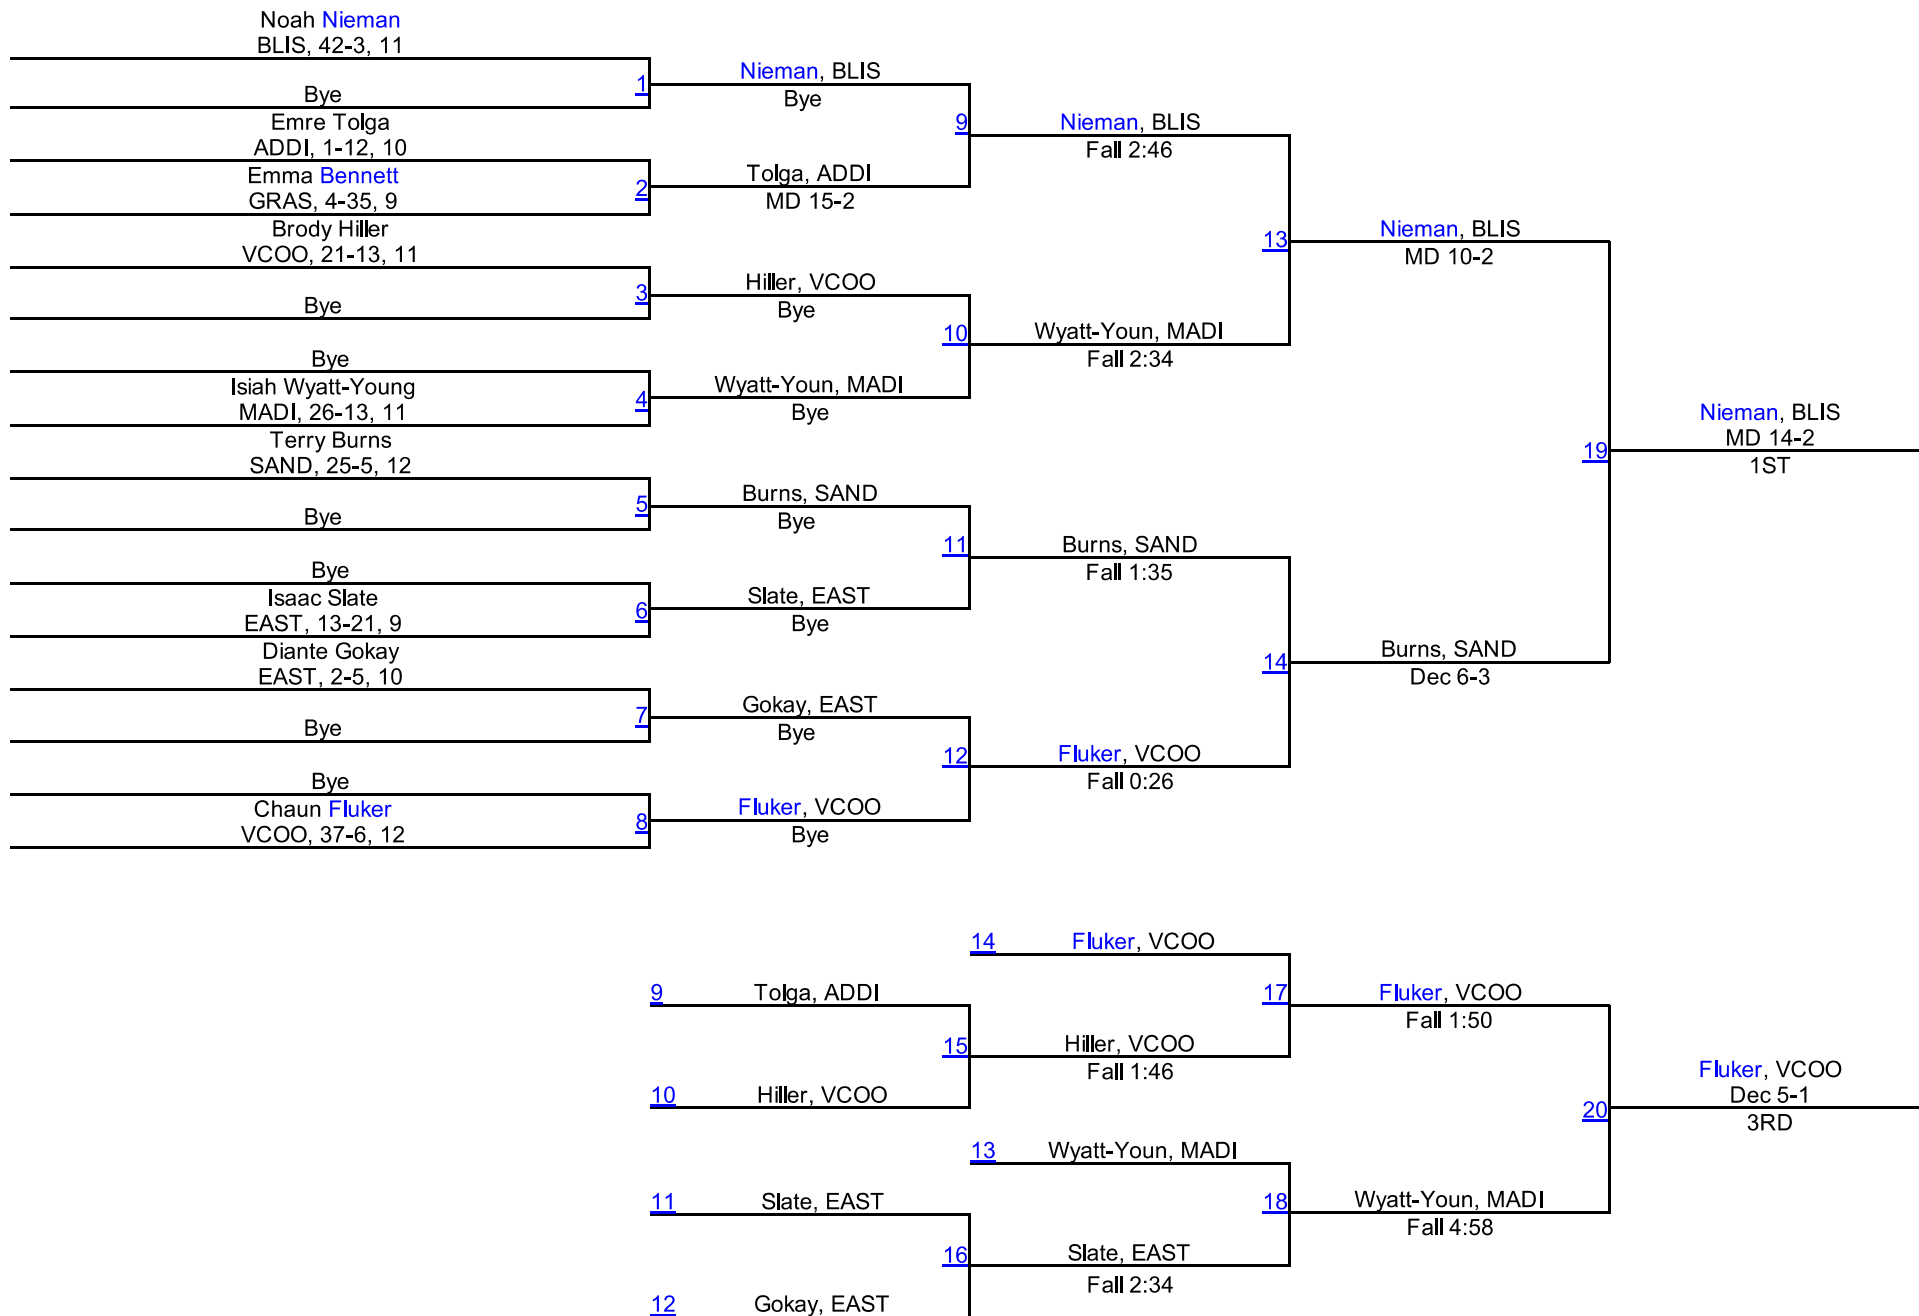 Noah Nieman
BLIS, 42-3, 11
Bye
1
Emre Tolga
ADDI, 1-12, 10
Emma Bennett
GRAS, 4-35, 9
2
Brody Hiller
VCOO, 21-13, 11
Bye
3
Bye
Isiah Wyatt-Young
MADI, 26-13, 11
4
Terry Burns
SAND, 25-5, 12
Bye
5
Bye
Isaac Slate
EAST, 13-21, 9
6
Diante Gokay
EAST, 2-5, 10
Bye
7
Bye
Chaun Fluker
VCOO, 37-6, 12
8
Nieman, BLIS
Bye
9
Tolga, ADDI
MD 15-2
Hiller, VCOO
Bye
10
Wyatt-Youn, MADI
Bye
Burns, SAND
Bye
11
Slate, EAST
Bye
Gokay, EAST
Bye
12
Fluker, VCOO
Bye
Nieman, BLIS
Fall 2:46
13
Wyatt-Youn, MADI
Fall 2:34
Burns, SAND
Fall 1:35
14
Fluker, VCOO
Fall 0:26
Nieman, BLIS
MD 10-2
19
Burns, SAND
Dec 6-3
Nieman, BLIS
MD 14-2
1ST
9 Tolga, ADDI
15
10 Hiller, VCOO
11 Slate, EAST
16
12 Gokay, EAST
14 Fluker, VCOO
17
Hiller, VCOO
Fall 1:46
13 Wyatt-Youn, MADI
18
Slate, EAST
Fall 2:34
Fluker, VCOO
Fall 1:50
20
Wyatt-Youn, MADI
Fall 4:58
Fluker, VCOO
Dec 5-1
3RD